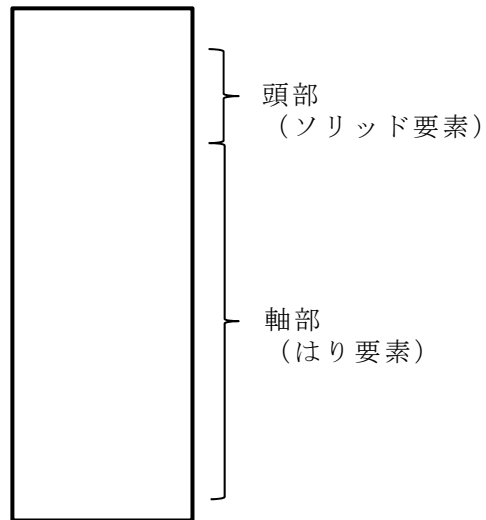 頭部
（ソリッド要素）
軸部
（はり要素）